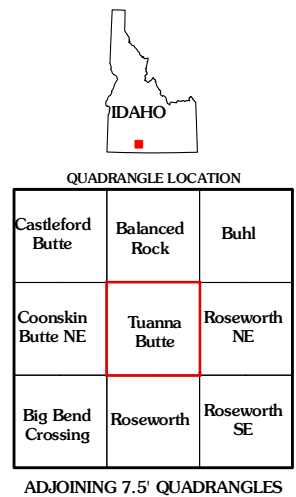 IDAHO
QUADRANGLE LOCATION
Castleford
Butte
Balanced
Rock
Buhl
Coonskin
Butte NE
Tuanna
Butte
Roseworth
NE
Big Bend
Crossing
Roseworth
Roseworth
SE
ADJOINING 7.5' QUADRANGLES